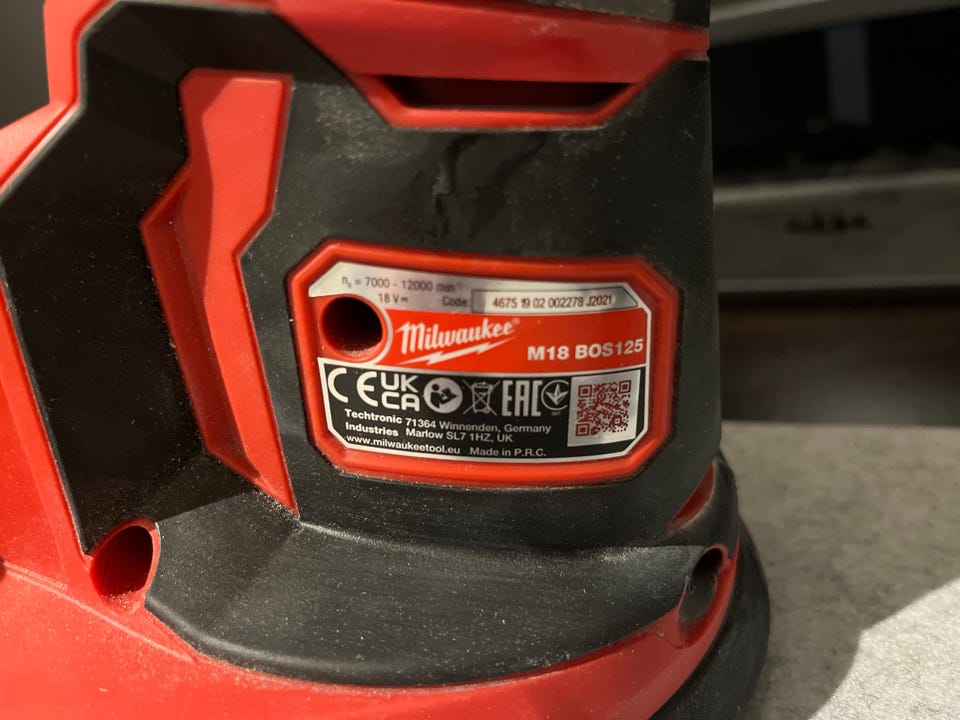 n₀ = 7000 - 12000 min⁻¹
18 V⎓ Code: 4675 19 02 002278 J2021
Milwaukee®
M18 BOS125
CE UK CA EAC
Techtronic 71364 Winnenden, Germany
Industries Marlow SL7 1HZ, UK
www.milwaukeetool.eu Made in P.R.C.